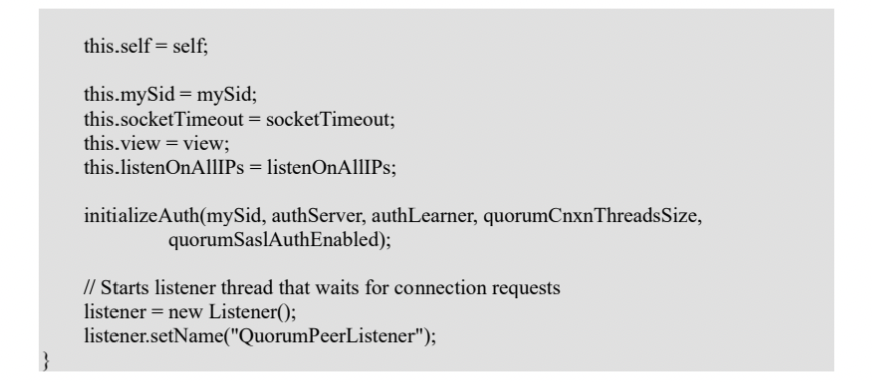 this.self = self;
this.mySid = mySid;
this.socketTimeout = socketTimeout;
this.view = view;
this.listenOnAllIPs = listenOnAllIPs;
initializeAuth(mySid, authServer, authLearner, quorumCnxnThreadsSize,
quorumSaslAuthEnabled);
// Starts listener thread that waits for connection requests
listener = new Listener();
listener.setName("QuorumPeerListener");
}